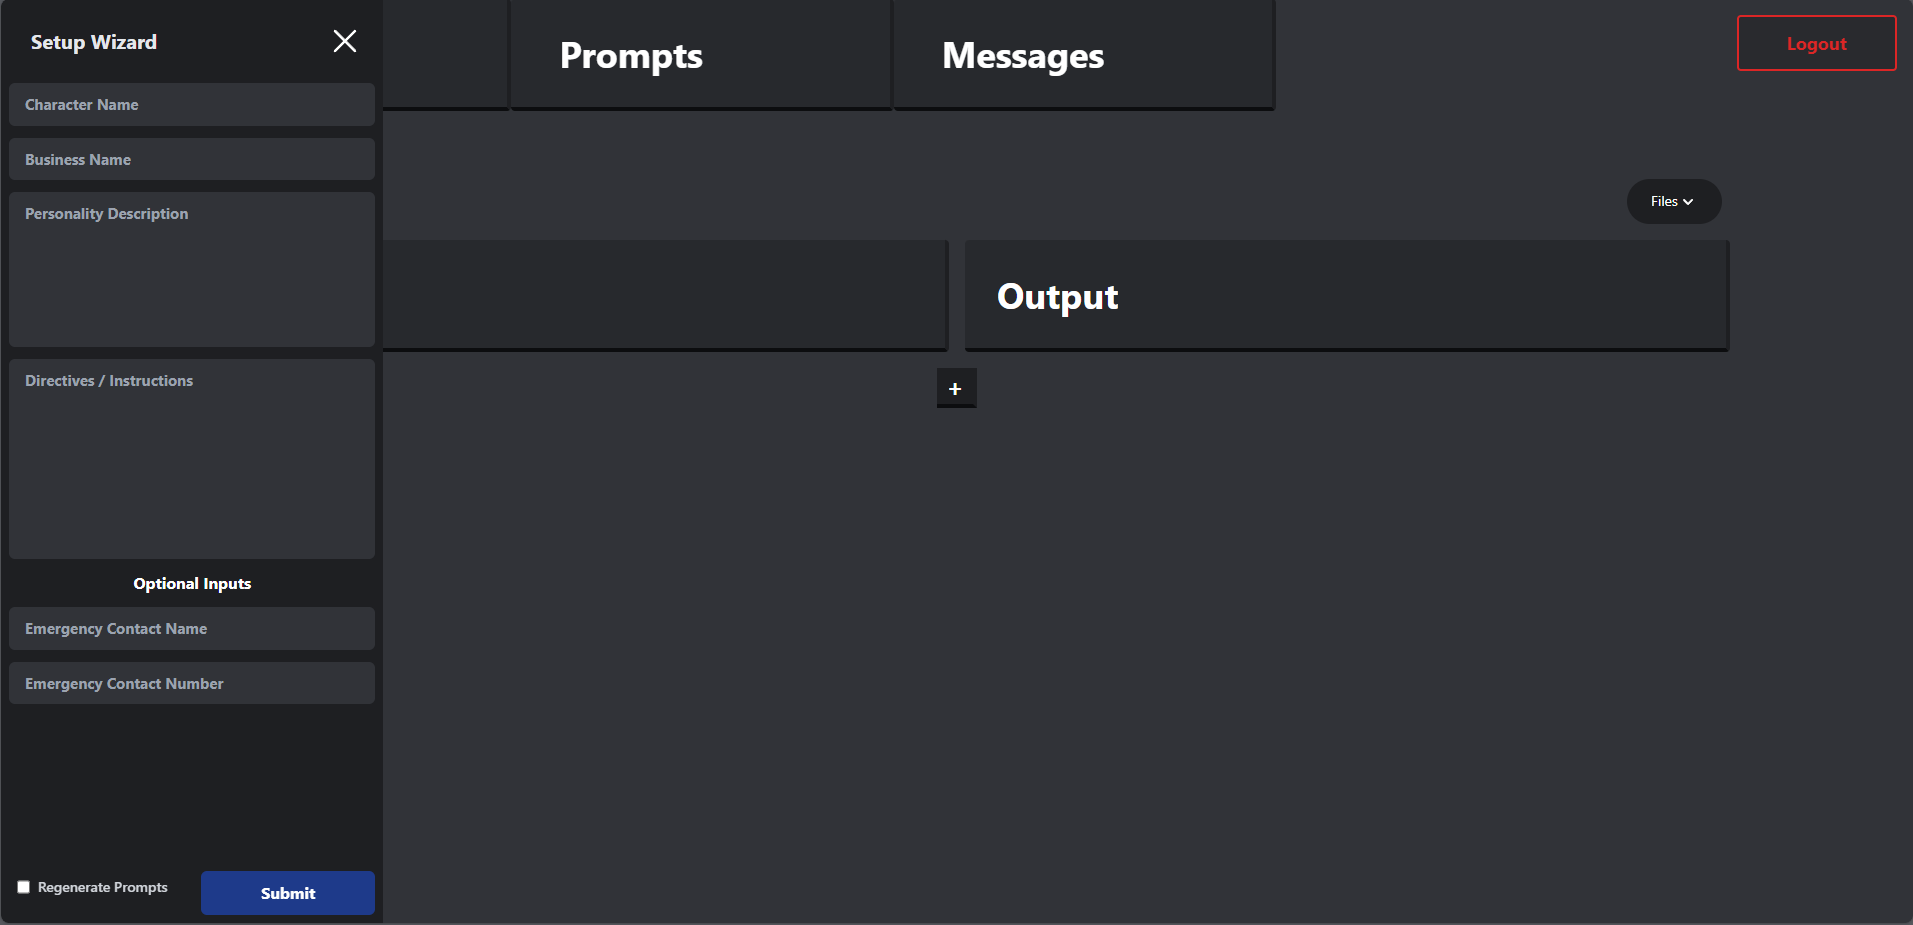 Setup Wizard
Prompts
Messages
Logout
Character Name
Business Name
Personality Description
Files
Output
Directives / Instructions
+
Optional Inputs
Emergency Contact Name
Emergency Contact Number
Regenerate Prompts
Submit